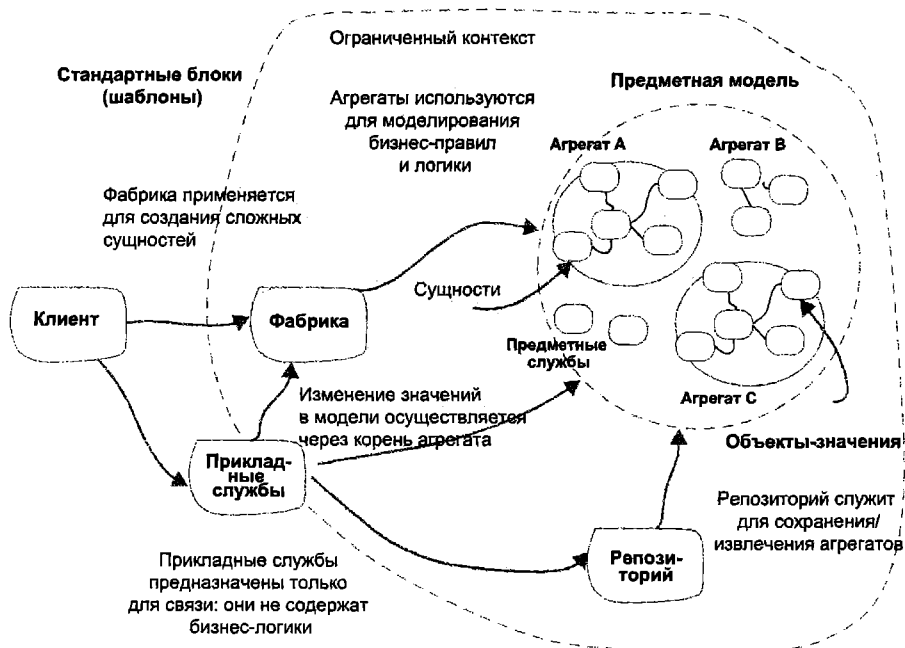 Ограниченный контекст
Стандартные блоки
(шаблоны)
Предметная модель
Агрегаты используются
для моделирования
бизнес-правил
и логики
Агрегат А
Агрегат В
Фабрика применяется
для создания сложных
сущностей
Сущности
Клиент
Фабрика
Предметные
службы
Изменение значений
в модели осуществляется
через корень агрегата
Агрегат С
Объекты-значения
Приклад-
ные
службы
Репозиторий служит
для сохранения/
извлечения агрегатов
Репози-
торий
Прикладные службы
предназначены только
для связи: они не содержат
бизнес-логики